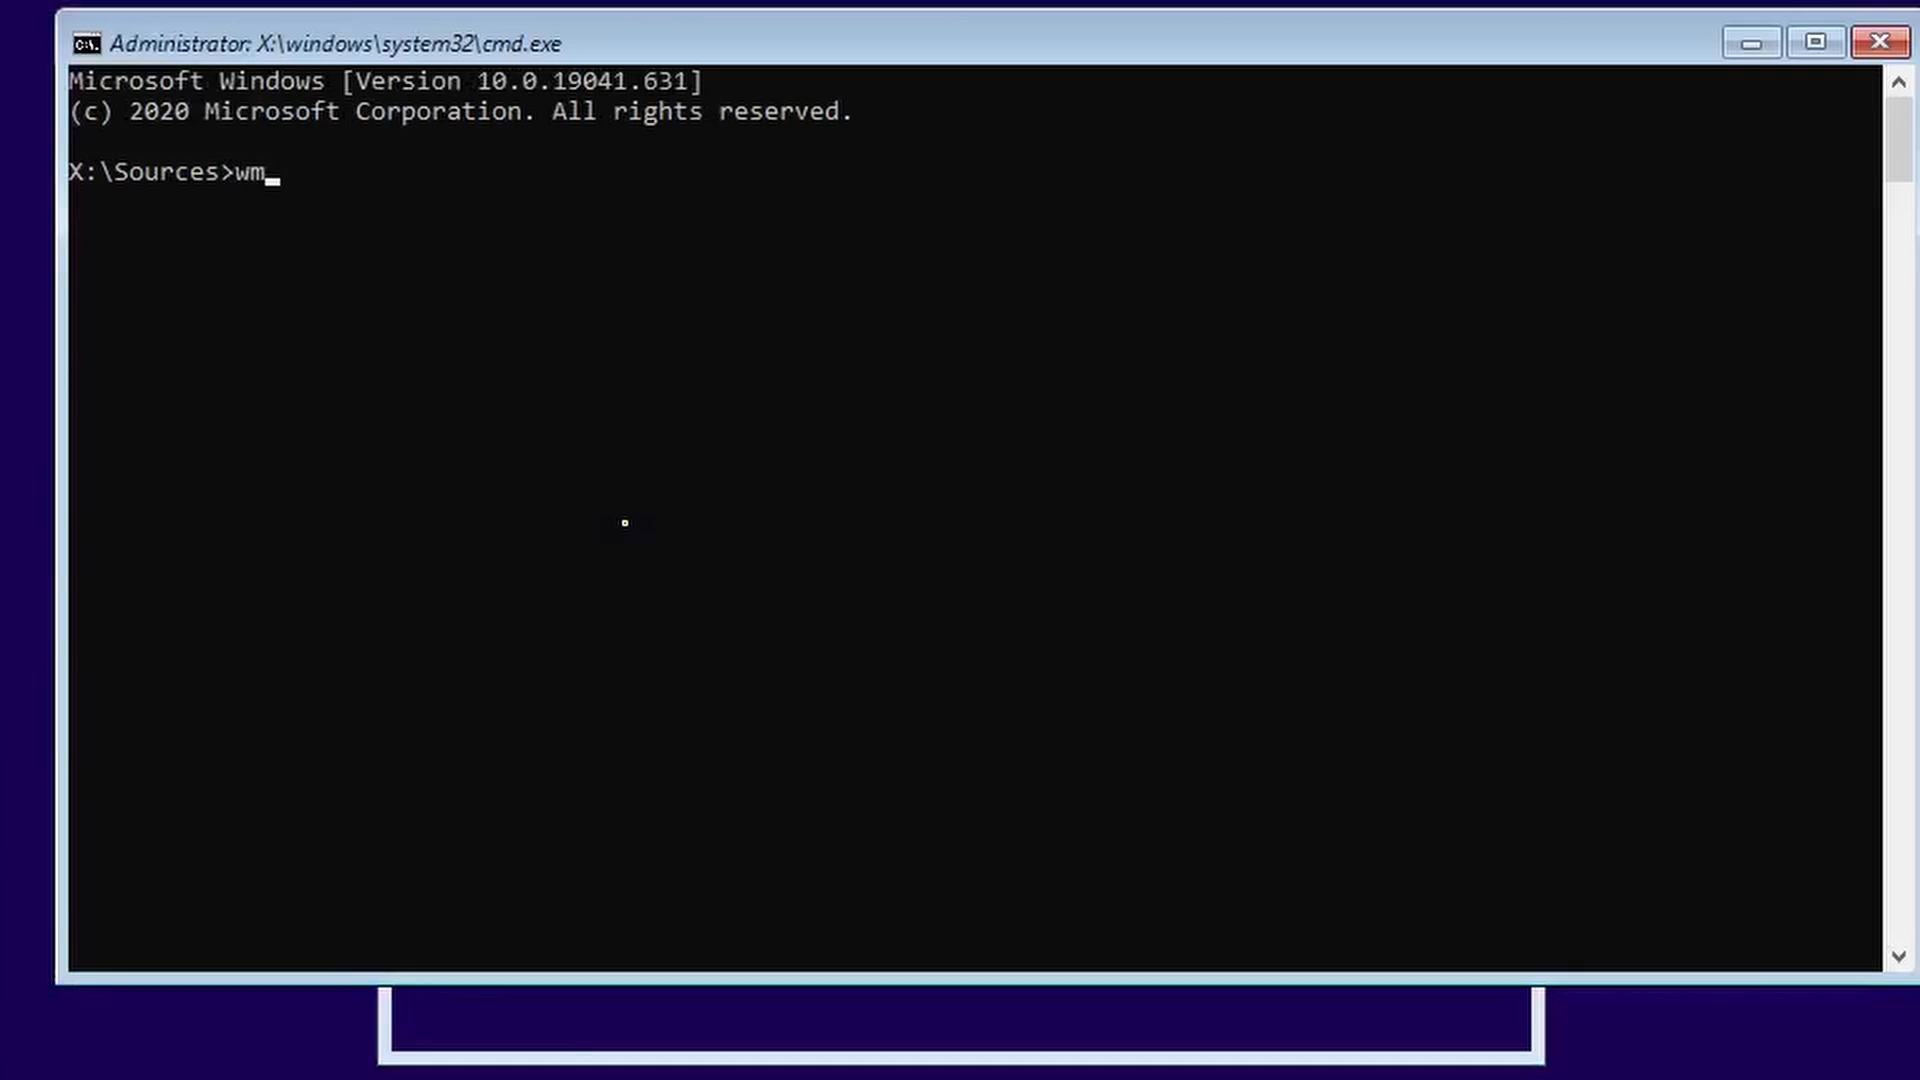 Administrator: X:\windows\system32\cmd.exe
Microsoft Windows [Version 10.0.19041.631]
(c) 2020 Microsoft Corporation. All rights reserved.
X:\Sources>wm